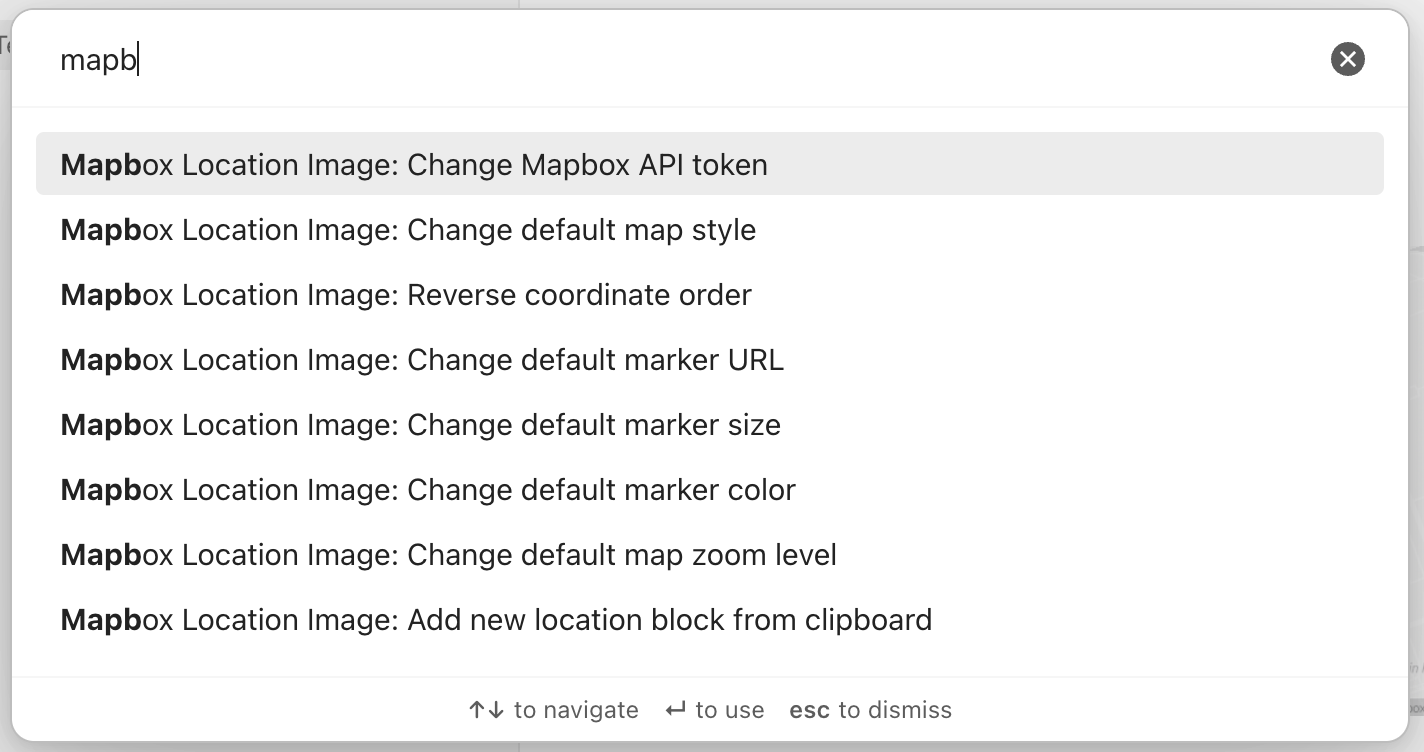 mapb
Mapbox Location Image: Change Mapbox API token
Mapbox Location Image: Change default map style
Mapbox Location Image: Reverse coordinate order
Mapbox Location Image: Change default marker URL
Mapbox Location Image: Change default marker size
Mapbox Location Image: Change default marker color
Mapbox Location Image: Change default map zoom level
Mapbox Location Image: Add new location block from clipboard
↑↓ to navigate ↵ to use esc to dismiss